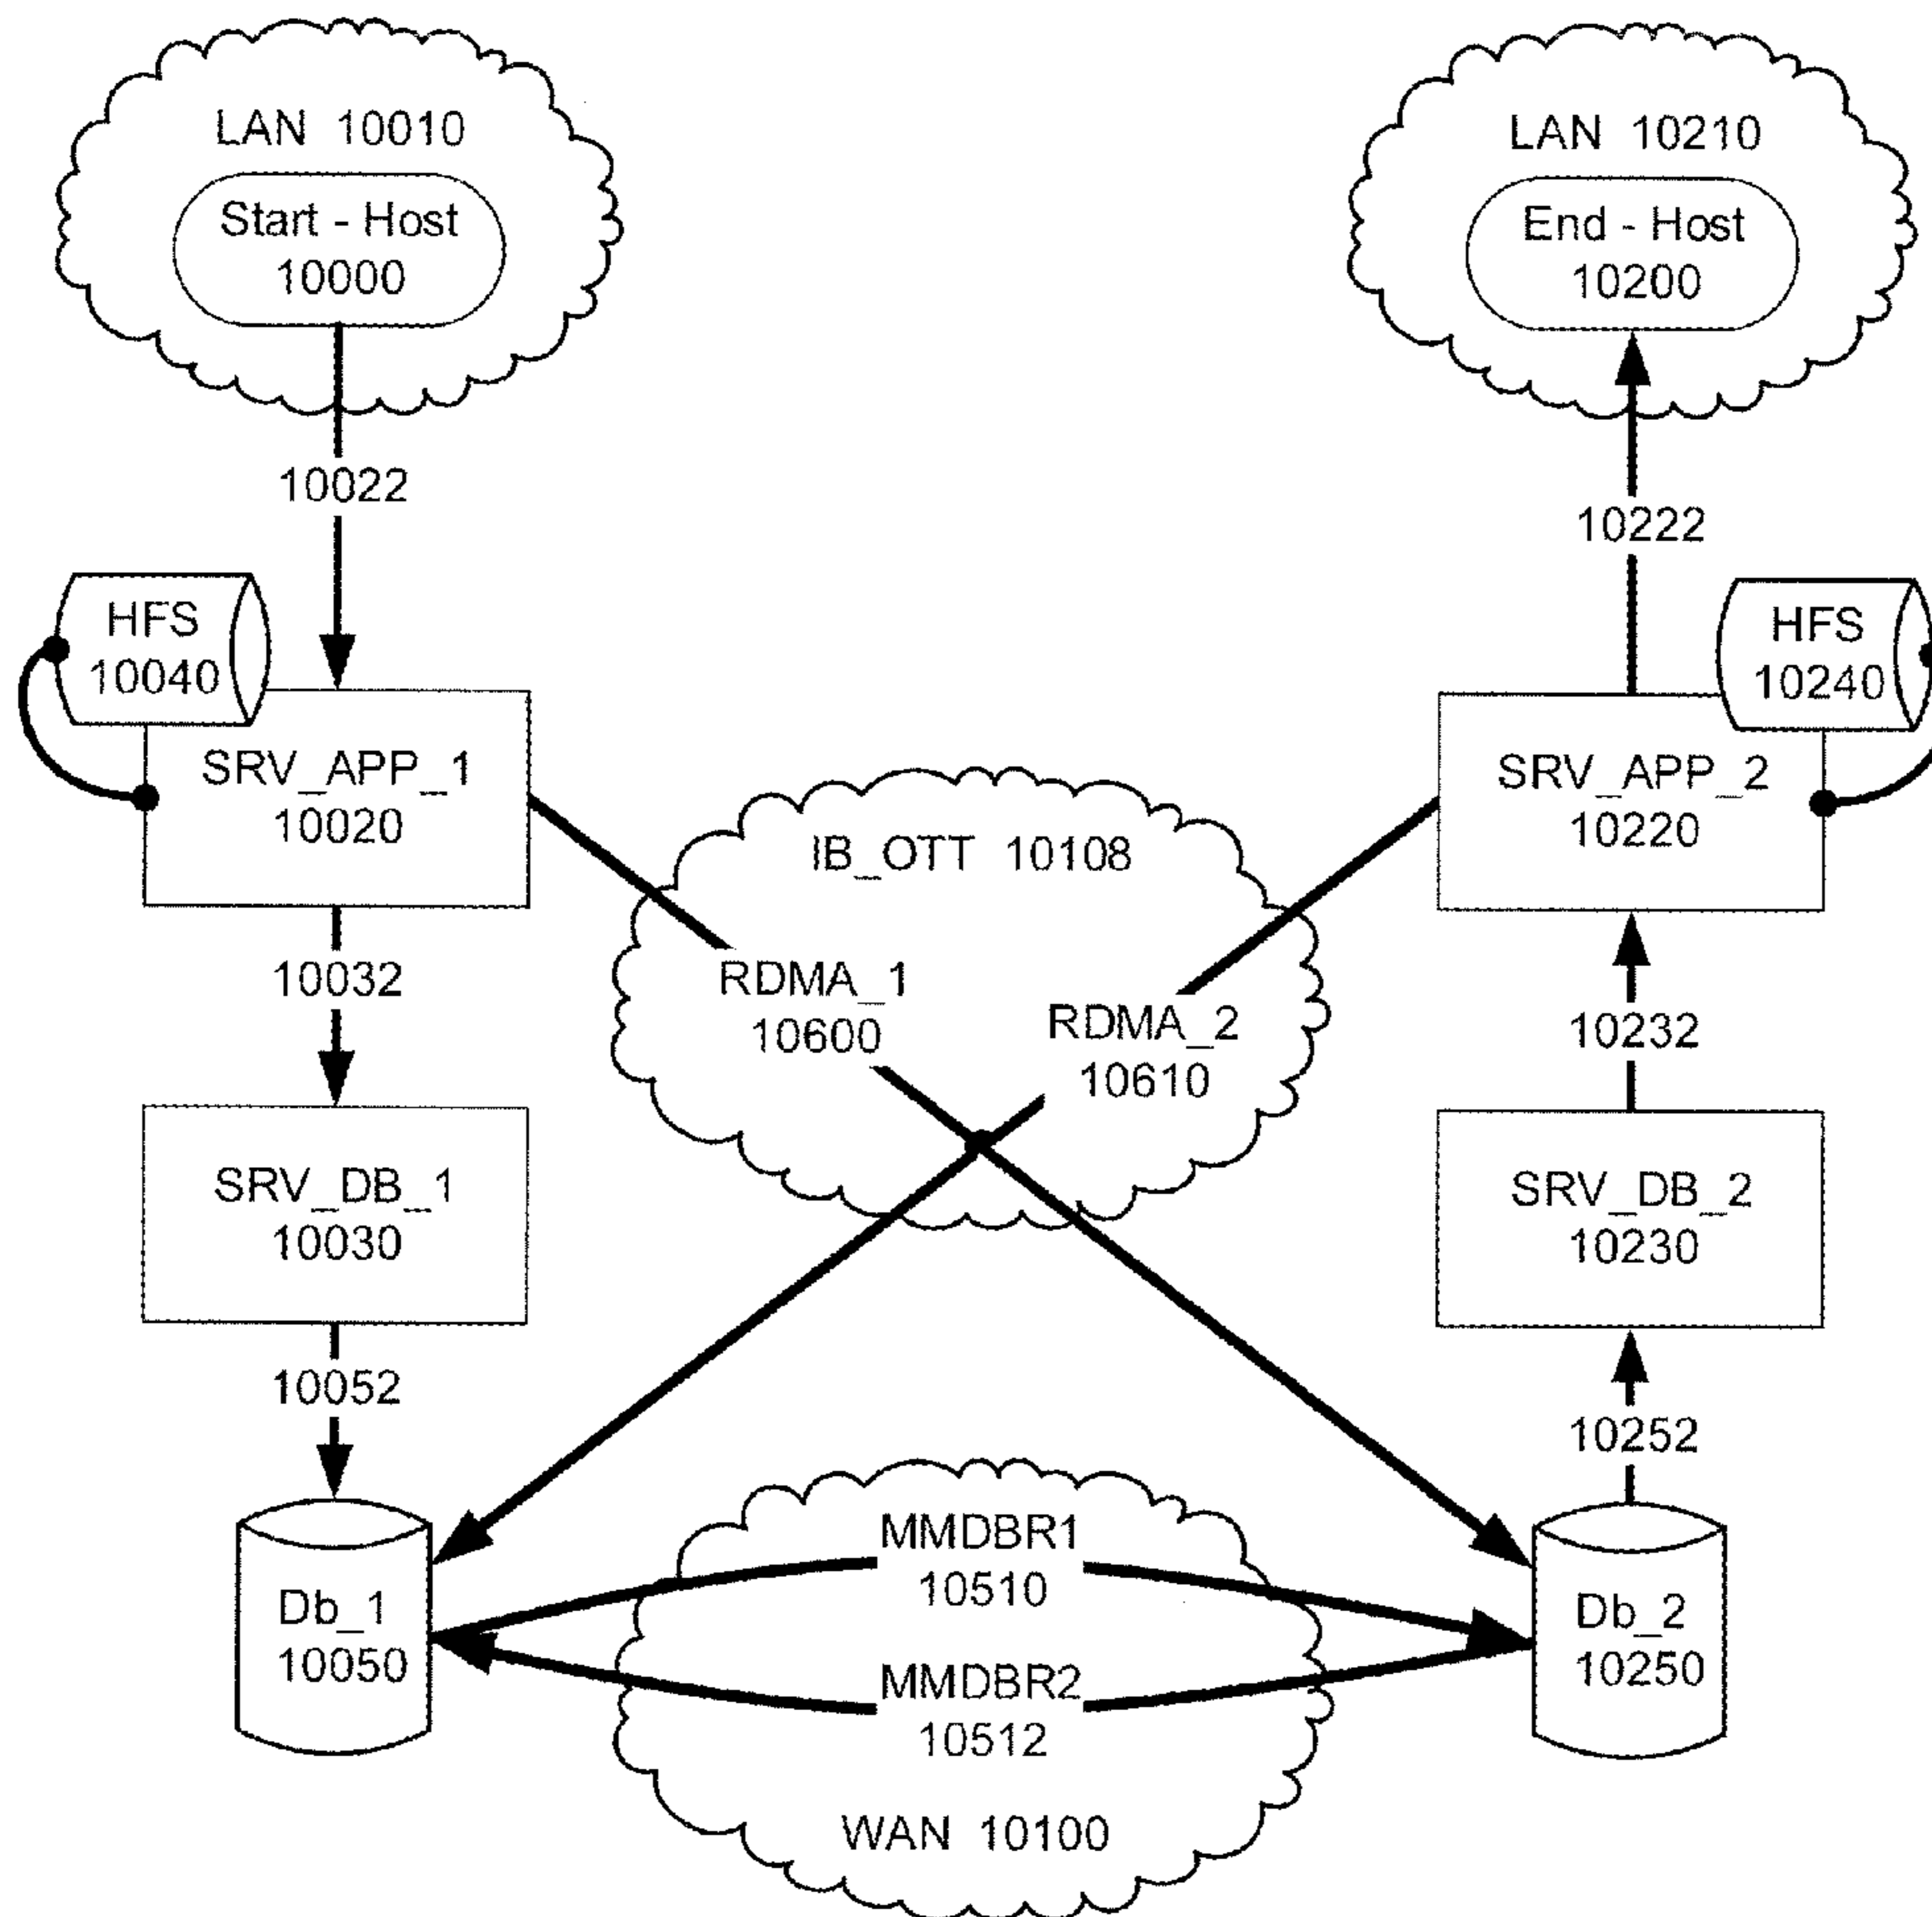 LAN 10010
Start - Host
10000
LAN 10210
End - Host
10200
10022
10222
HFS
10040
HFS
10240
SRV_APP_1
10020
SRV_APP_2
10220
IB_OTT 10108
10032
RDMA_1
10600
RDMA_2
10610
10232
SRV_DB_1
10030
SRV_DB_2
10230
10052
10252
MMDBR1
10510
Db_1
10050
Db_2
10250
MMDBR2
10512
WAN 10100